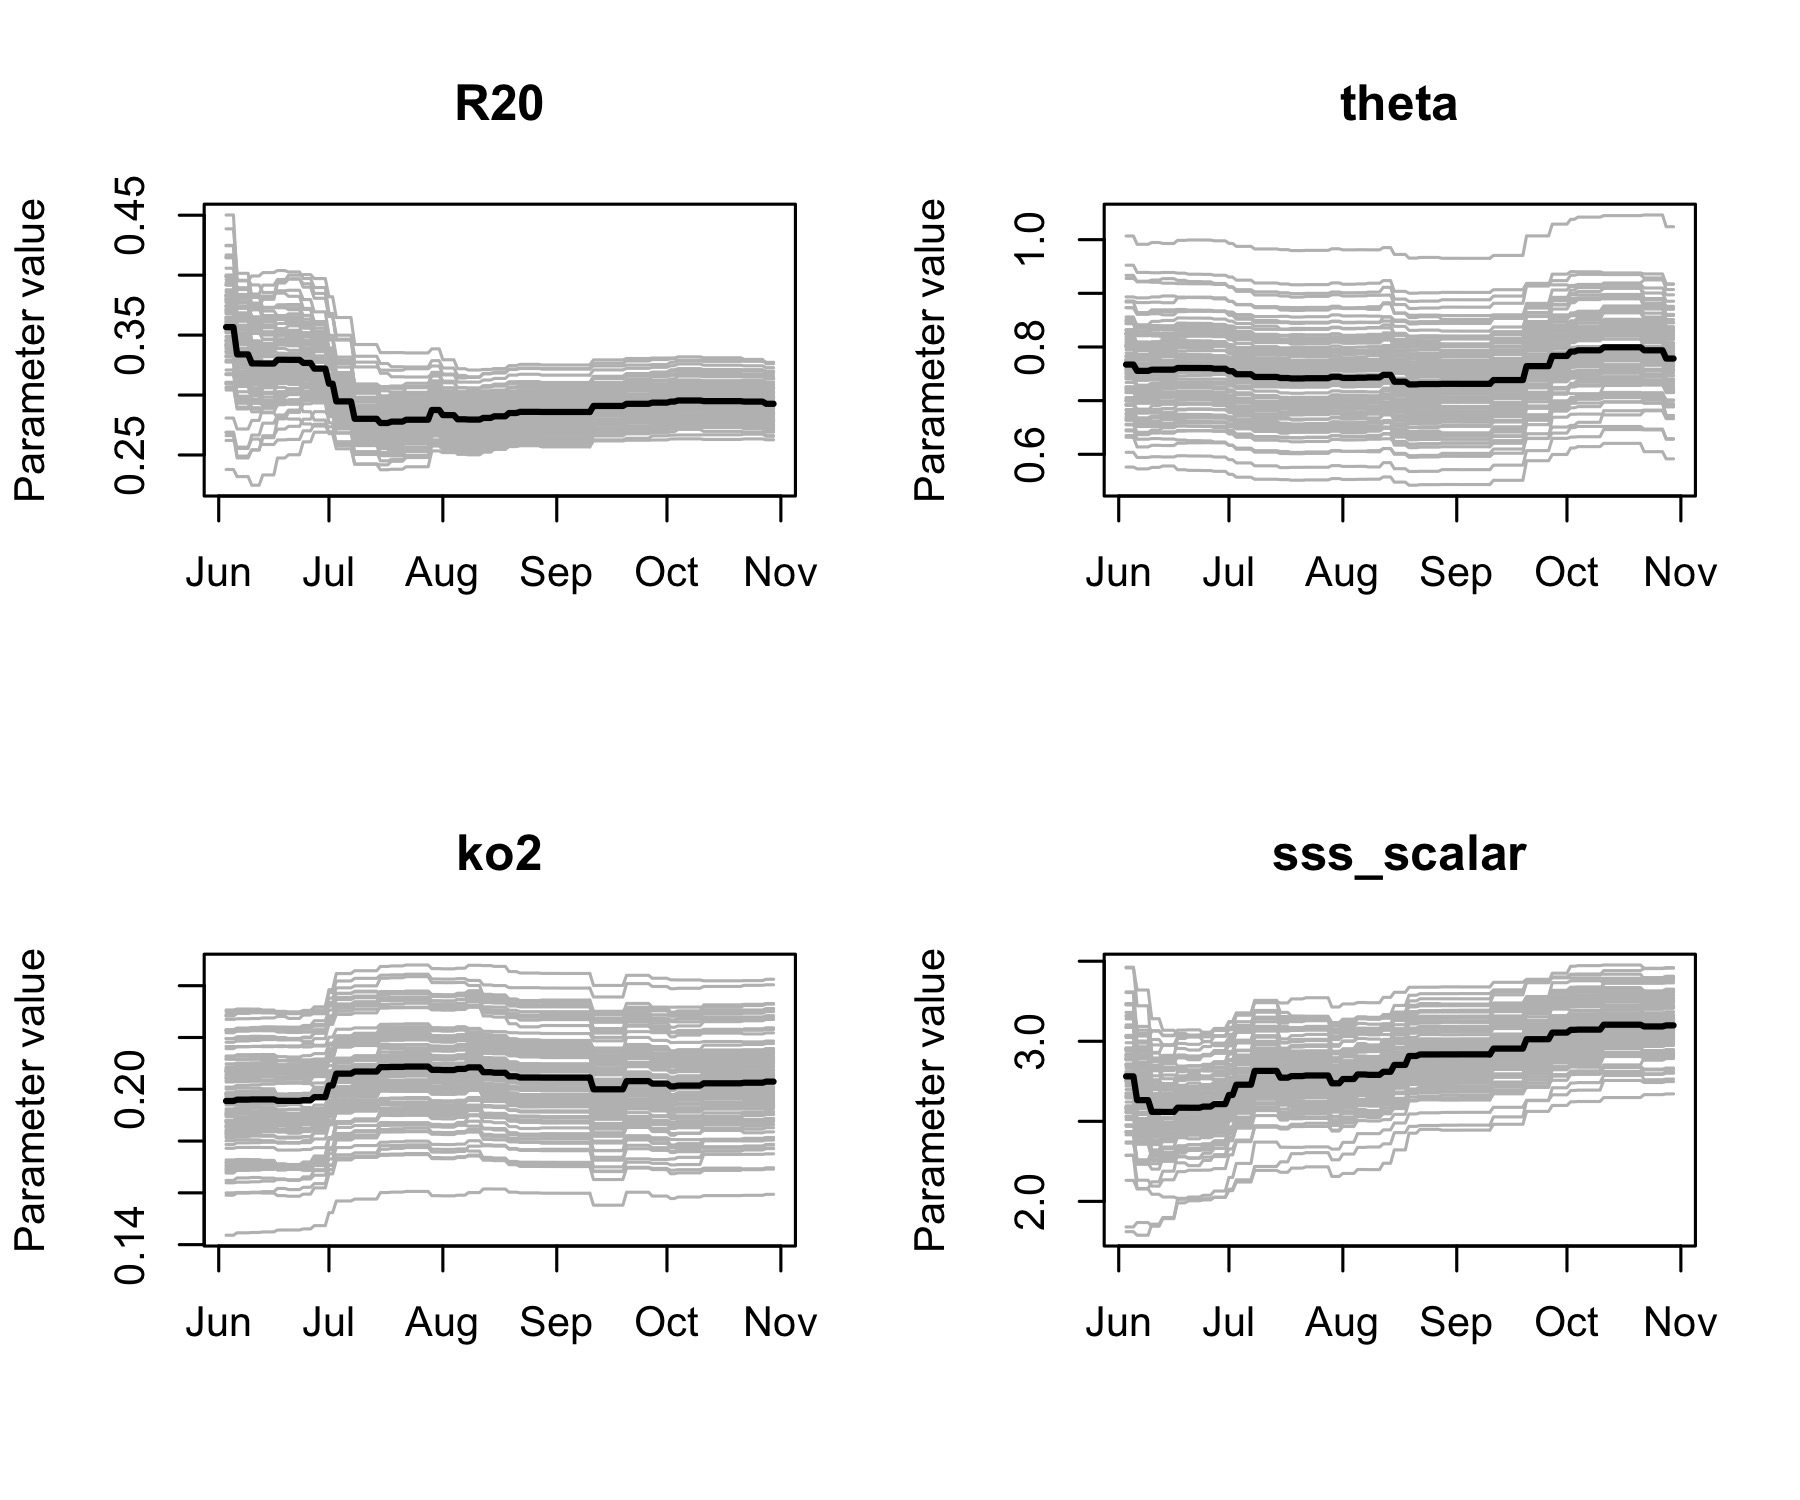 R20
Parameter value
0.45
0.35
0.25
Jun Jul Aug Sep Oct Nov
theta
Parameter value
1.0
0.8
0.6
Jun Jul Aug Sep Oct Nov
ko2
Parameter value
0.20
0.14
Jun Jul Aug Sep Oct Nov
sss_scalar
Parameter value
3.0
2.0
Jun Jul Aug Sep Oct Nov